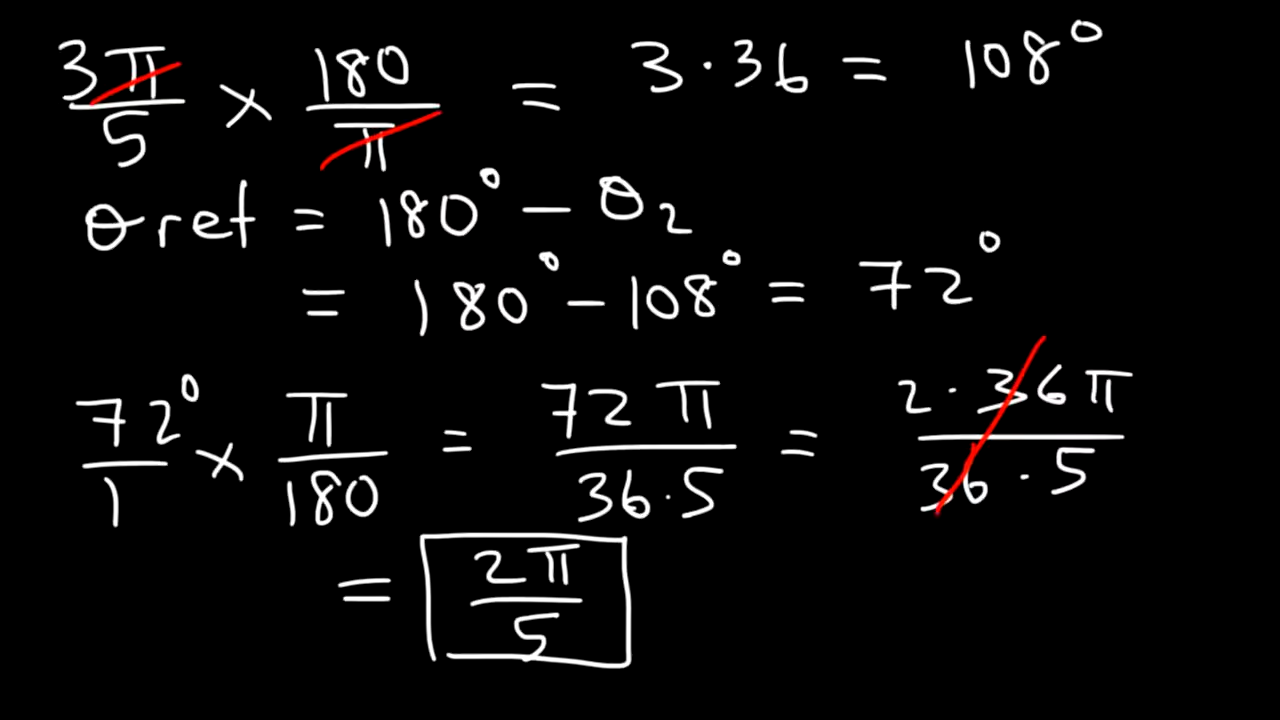 3π/5 × 180/π = 3·36 = 108°
θref = 180° − θ₂
= 180° − 108° = 72°
72°/1 × π/180 = 72π/36·5 = 2·36π/36·5
= 2π/5